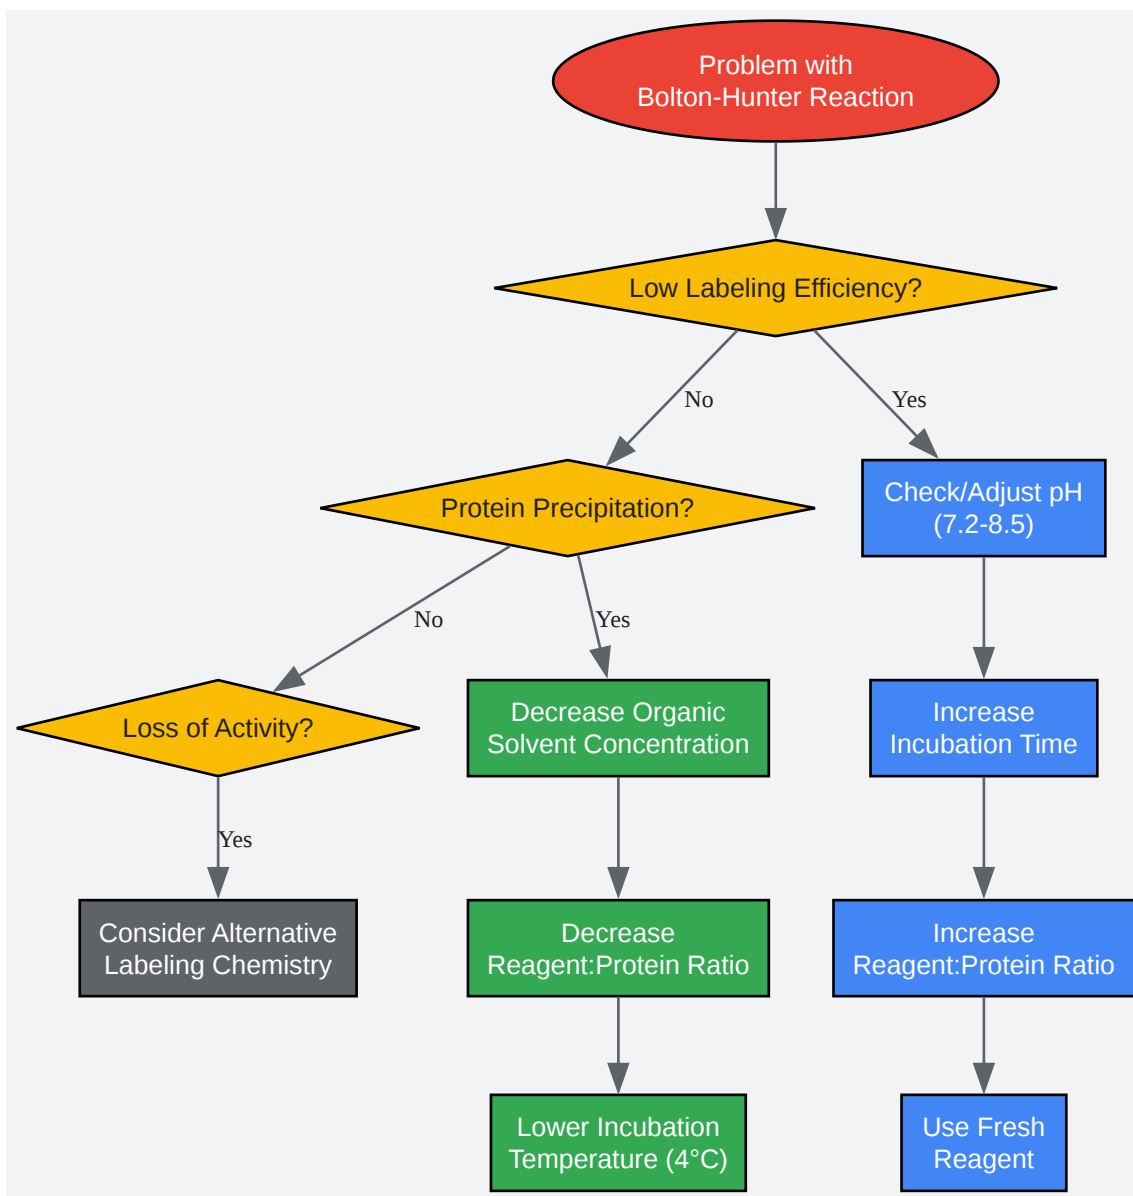 Problem with
Bolton-Hunter Reaction
Low Labeling Efficiency?
No
Yes
Protein Precipitation?
Check/Adjust pH
(7.2-8.5)
No
Yes
Loss of Activity?
Decrease Organic
Solvent Concentration
Increase
Incubation Time
Yes
Consider Alternative
Labeling Chemistry
Decrease
Reagent:Protein Ratio
Increase
Reagent:Protein Ratio
Lower Incubation
Temperature (4°C)
Use Fresh
Reagent